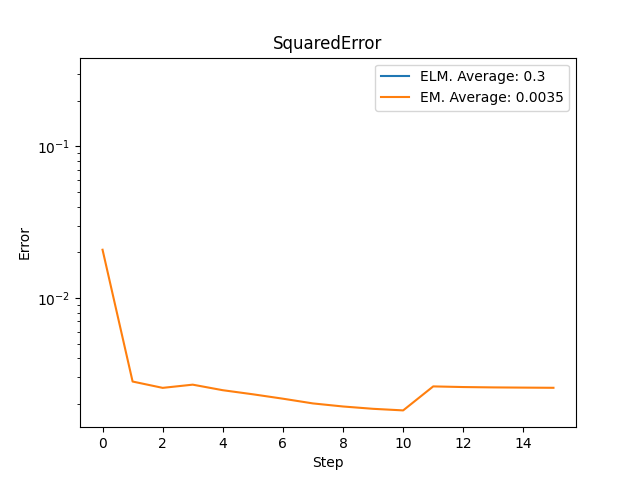 SquaredError
ELM. Average: 0.3
EM. Average: 0.0035
Error
10⁻¹
10⁻²
0 2 4 6 8 10 12 14
Step